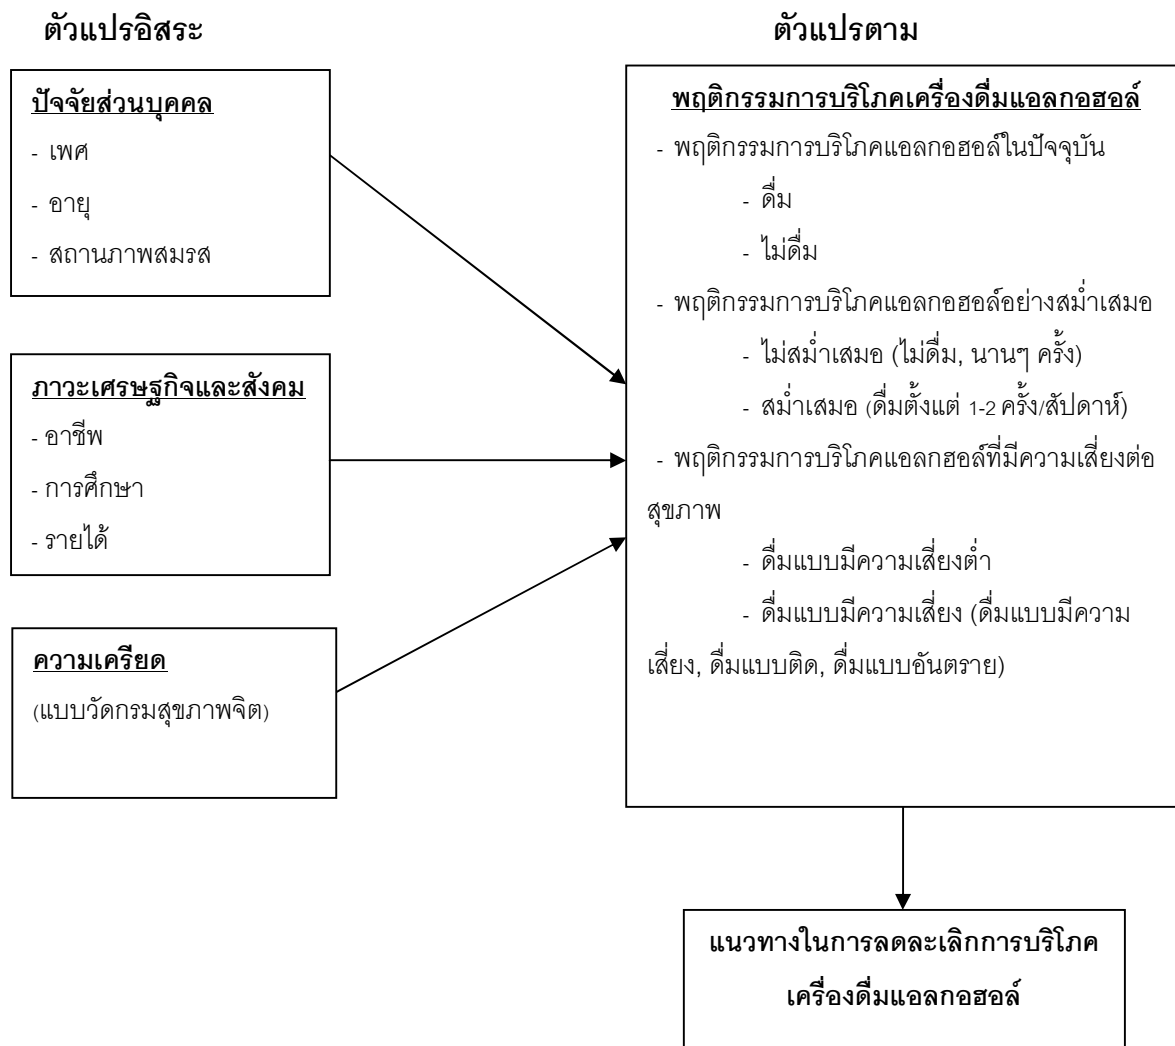 ตัวแปรอิสระ
ปัจจัยส่วนบุคคล
- เพศ
- อายุ
- สถานภาพสมรส
ภาวะเศรษฐกิจและสังคม
- อาชีพ
- การศึกษา
- รายได้
ความเครียด
(แบบวัดกรมสุขภาพจิต)
ตัวแปรตาม
พฤติกรรมการบริโภคเครื่องดื่มแอลกอฮอล์
- พฤติกรรมการบริโภคแอลกอฮอล์ในปัจจุบัน
- ดื่ม
- ไม่ดื่ม
- พฤติกรรมการบริโภคแอลกอฮอล์อย่างสม่ำเสมอ
- ไม่สม่ำเสมอ (ไม่ดื่ม, นานๆ ครั้ง)
- สม่ำเสมอ (ดื่มตั้งแต่ 1-2 ครั้ง/สัปดาห์)
- พฤติกรรมการบริโภคแอลกฮอล์ที่มีความเสี่ยงต่อ
สุขภาพ
- ดื่มแบบมีความเสี่ยงต่ำ
- ดื่มแบบมีความเสี่ยง (ดื่มแบบมีความ
เสี่ยง, ดื่มแบบติด, ดื่มแบบอันตราย)
แนวทางในการลดละเลิกการบริโภค
เครื่องดื่มแอลกอฮอล์